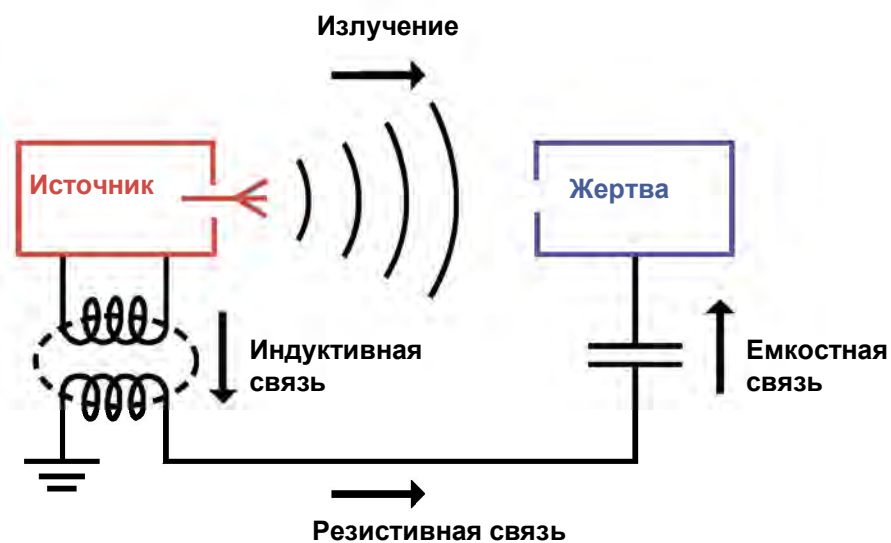 Излучение
Источник
Жертва
Индуктивная
связь
Емкостная
связь
Резистивная связь